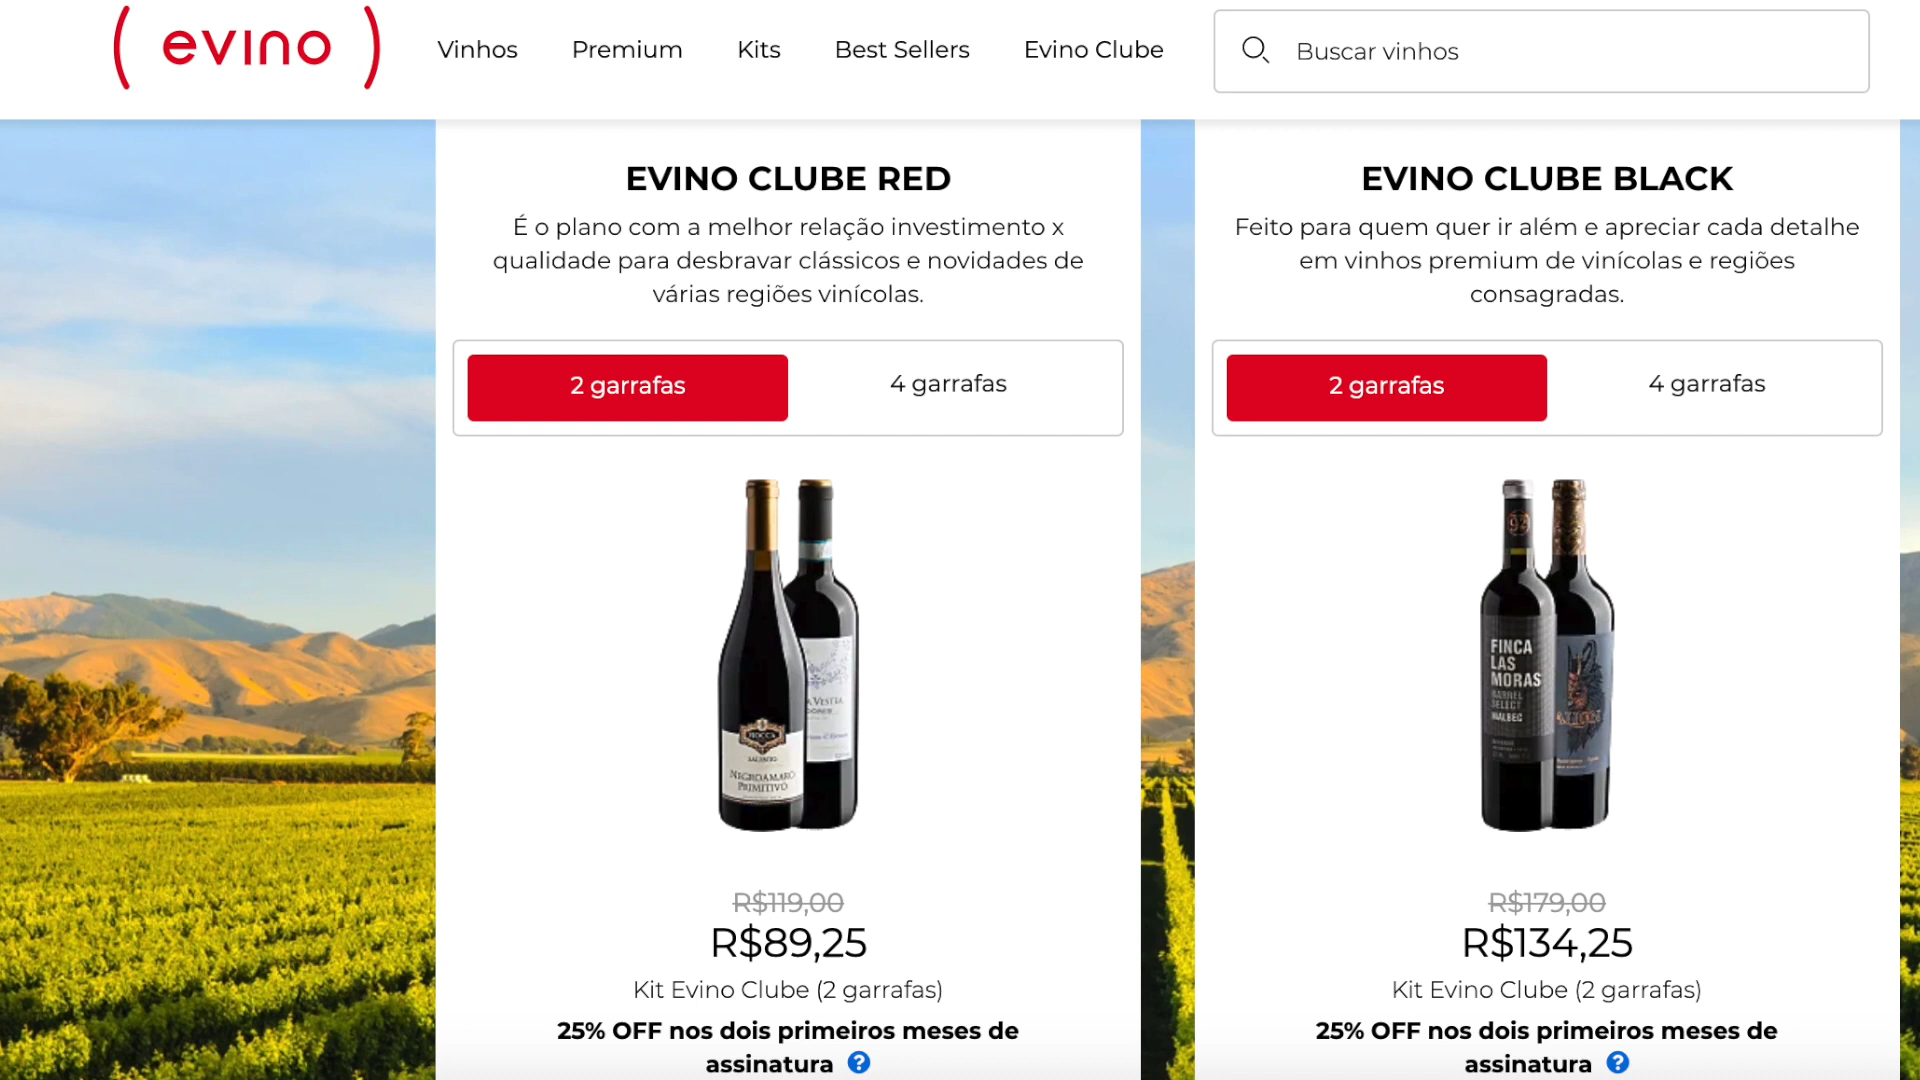 ( evino )
Vinhos
Premium
Kits
Best Sellers
Evino Clube
Buscar vinhos
EVINO CLUBE RED
É o plano com a melhor relação investimento x
qualidade para desbravar clássicos e novidades de
várias regiões vinícolas.
2 garrafas
4 garrafas
NEGROAMARO
PRIMITIVO
R$119,00
R$89,25
Kit Evino Clube (2 garrafas)
25% OFF nos dois primeiros meses de
assinatura ?
EVINO CLUBE BLACK
Feito para quem quer ir além e apreciar cada detalhe
em vinhos premium de vinícolas e regiões
consagradas.
2 garrafas
4 garrafas
FINCA
LAS
MORAS
BARREL
SELECT
MALBEC
R$179,00
R$134,25
Kit Evino Clube (2 garrafas)
25% OFF nos dois primeiros meses de
assinatura ?